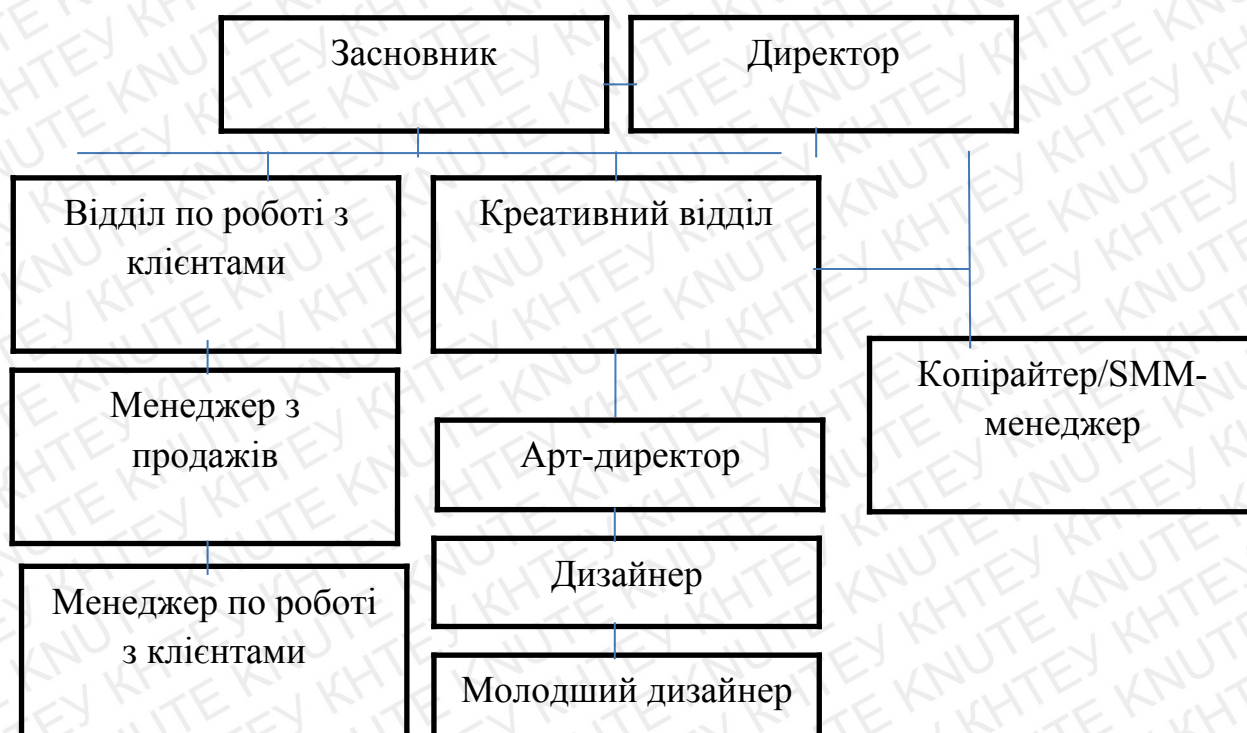 Засновник
Директор
Відділ по роботі з
клієнтами
Креативний відділ
Копірайтер/SMM-
менеджер
Менеджер з
продажів
Арт-директор
Дизайнер
Менеджер по роботі
з клієнтами
Молодший дизайнер